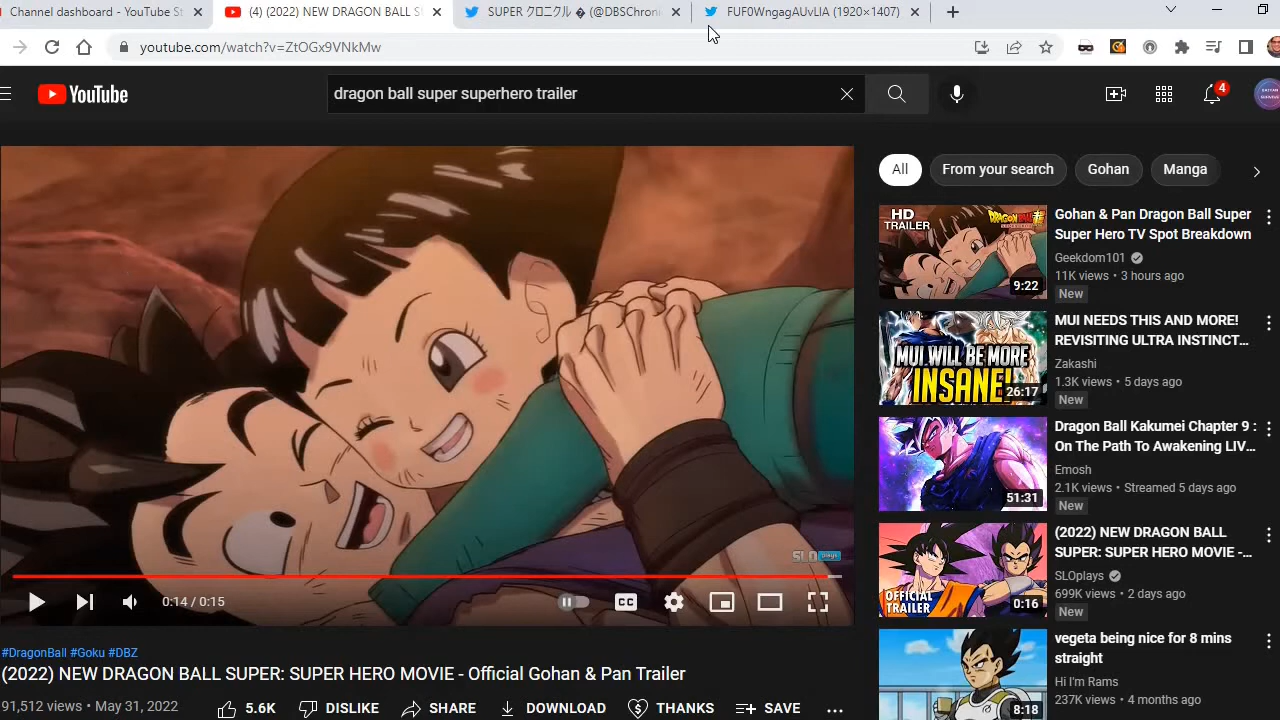 Channel dashboard - YouTube St
(4) (2022) NEW DRAGON BALL S
SUPER クロニクル � (@DBSChroni
FUF0WngagAUvLIA (1920×1407)
youtube.com/watch?v=ZtOGx9VNkMw
YouTube
dragon ball super superhero trailer
4
All
From your search
Gohan
Manga
HD
TRAILER
DRAGONBALL
9:22
Gohan & Pan Dragon Ball Super
Super Hero TV Spot Breakdown
Geekdom101
11K views • 3 hours ago
New
MUI WILL BE MORE
INSANE!
26:17
MUI NEEDS THIS AND MORE!
REVISITING ULTRA INSTINCT...
Zakashi
1.3K views • 5 days ago
New
51:31
Dragon Ball Kakumei Chapter 9 :
On The Path To Awakening LIV...
Emosh
2.1K views • Streamed 5 days ago
New
OFFICIAL
TRAILER
0:16
(2022) NEW DRAGON BALL
SUPER: SUPER HERO MOVIE -...
SLOplays
699K views • 2 days ago
New
8:18
vegeta being nice for 8 mins
straight
Hi I'm Rams
237K views • 4 months ago
SLO plays
0:14 / 0:15
CC
#DragonBall #Goku #DBZ
(2022) NEW DRAGON BALL SUPER: SUPER HERO MOVIE - Official Gohan & Pan Trailer
91,512 views • May 31, 2022
5.6K
DISLIKE
SHARE
DOWNLOAD
THANKS
SAVE